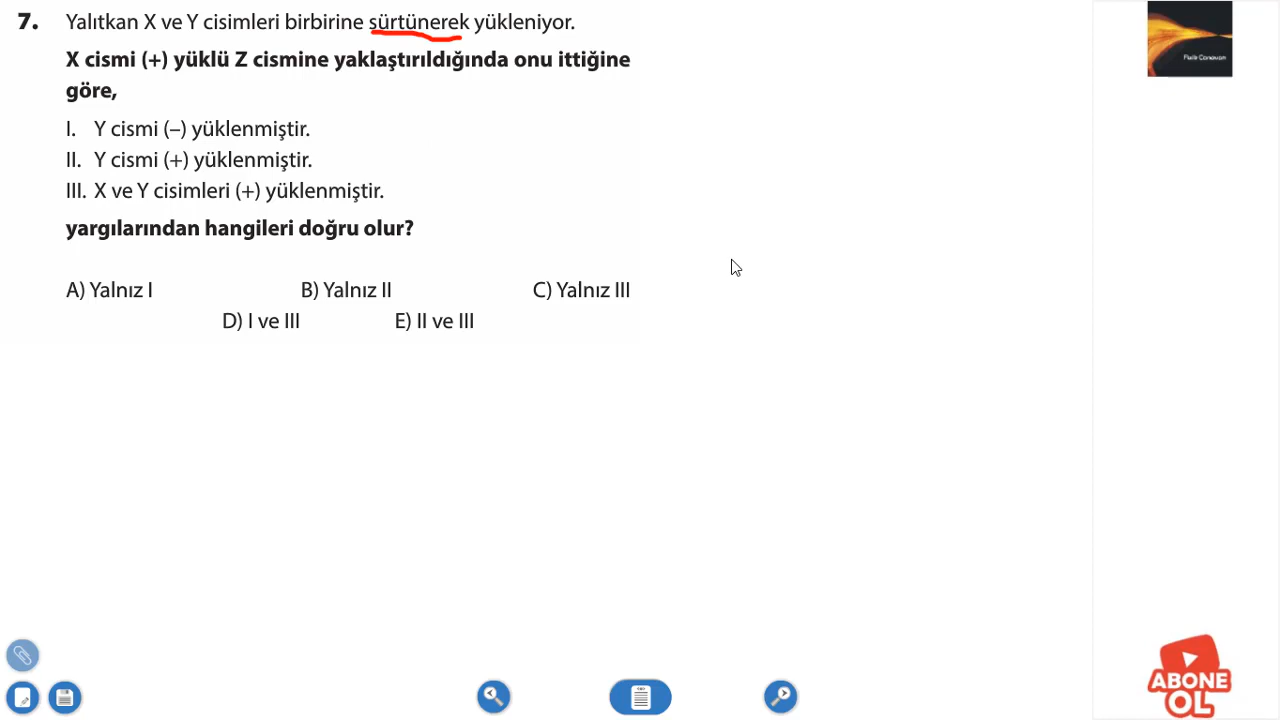 7. Yalıtkan X ve Y cisimleri birbirine sürtünerek yükleniyor.
X cismi (+) yüklü Z cismine yaklaştırıldığında onu ittiğine
göre,
I. Y cismi (–) yüklenmiştir.
II. Y cismi (+) yüklenmiştir.
III. X ve Y cisimleri (+) yüklenmiştir.
yargılarından hangileri doğru olur?
A) Yalnız I B) Yalnız II C) Yalnız III
D) I ve III E) II ve III
Fizik Canavarı
ABONE
OL